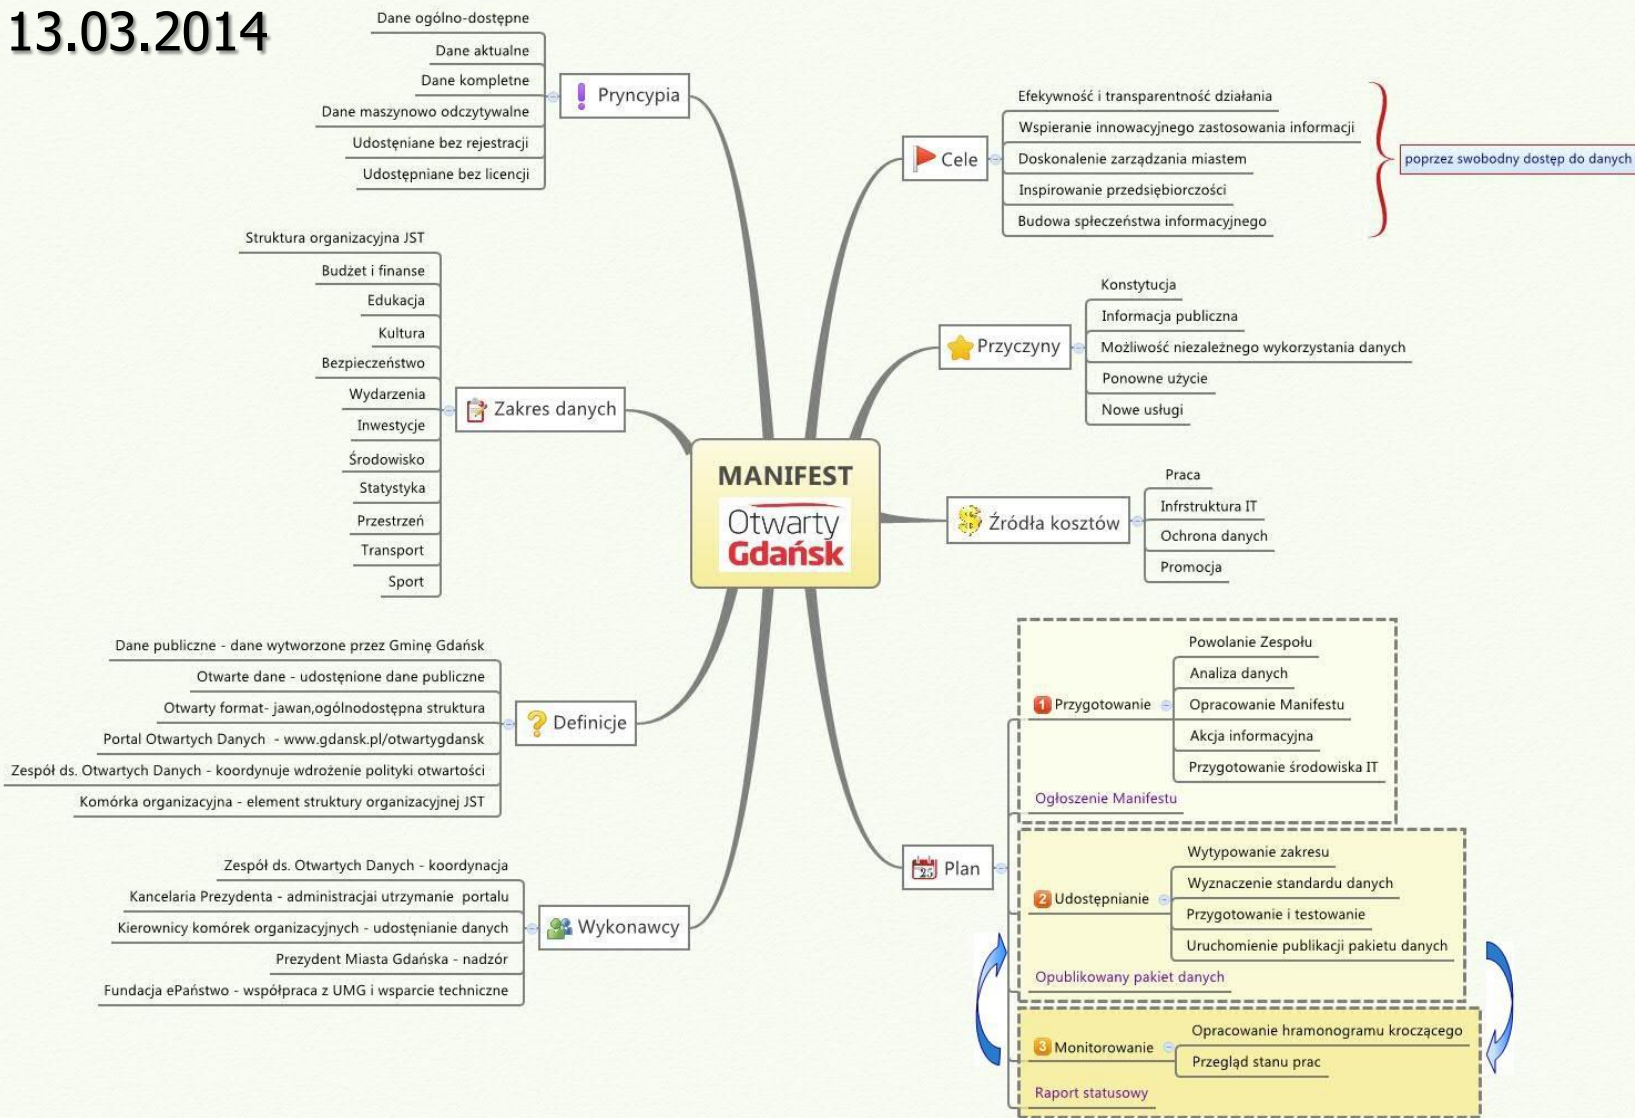 13.03.2014
Dane ogólno-dostępne
Dane aktualne
Dane kompletne
Dane maszynowo odczytywalne
Udostęniane bez rejestracji
Udostępniane bez licencji
Pryncypia
Cele
Efekywność i transparentność działania
Wspieranie innowacyjnego zastosowania informacji
Doskonalenie zarządzania miastem
Inspirowanie przedsiębiorczości
Budowa spłeczeństwa informacyjnego
poprzez swobodny dostęp do danych
Struktura organizacyjna JST
Budżet i finanse
Edukacja
Kultura
Bezpieczeństwo
Wydarzenia
Inwestycje
Środowisko
Statystyka
Przestrzeń
Transport
Sport
Zakres danych
Przyczyny
Konstytucja
Informacja publiczna
Możliwość niezależnego wykorzystania danych
Ponowne użycie
Nowe usługi
MANIFEST
Otwarty
Gdańsk
Źródła kosztów
Praca
Infrstruktura IT
Ochrona danych
Promocja
Dane publiczne - dane wytworzone przez Gminę Gdańsk
Otwarte dane - udostęnione dane publiczne
Otwarty format- jawan,ogólnodostępna struktura
Portal Otwartych Danych - www.gdansk.pl/otwartygdansk
Zespół ds. Otwartych Danych - koordynuje wdrożenie polityki otwartości
Komórka organizacyjna - element struktury organizacyjnej JST
Definicje
Zespół ds. Otwartych Danych - koordynacja
Kancelaria Prezydenta - administracjai utrzymanie portalu
Kierownicy komórek organizacyjnych - udostęnianie danych
Prezydent Miasta Gdańska - nadzór
Fundacja ePaństwo - współpraca z UMG i wsparcie techniczne
Wykonawcy
Plan
25
1 Przygotowanie
Powolanie Zespołu
Analiza danych
Opracowanie Manifestu
Akcja informacyjna
Przygotowanie środowiska IT
Ogłoszenie Manifestu
2 Udostępnianie
Wytypowanie zakresu
Wyznaczenie standardu danych
Przygotowanie i testowanie
Uruchomienie publikacji pakietu danych
Opublikowany pakiet danych
3 Monitorowanie
Opracowanie hramonogramu kroczącego
Przegląd stanu prac
Raport statusowy